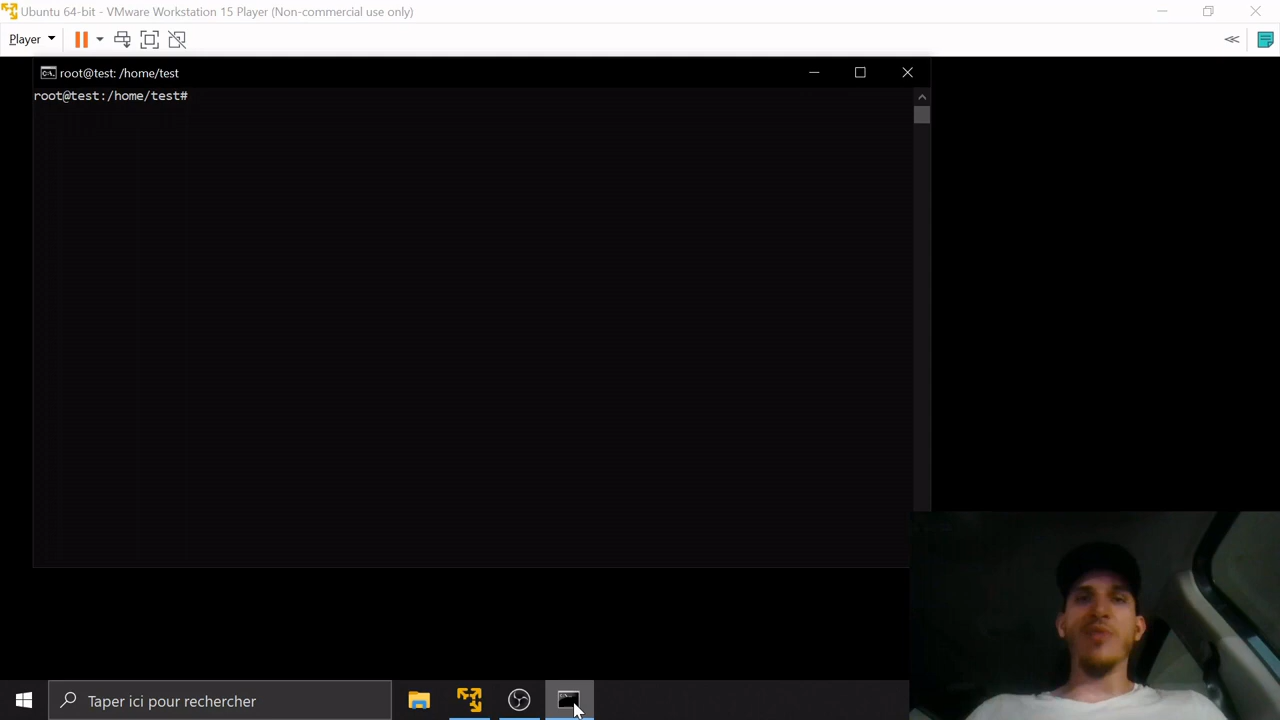 Ubuntu 64-bit - VMware Workstation 15 Player (Non-commercial use only)
Player
root@test: /home/test
root@test:/home/test#
Taper ici pour rechercher